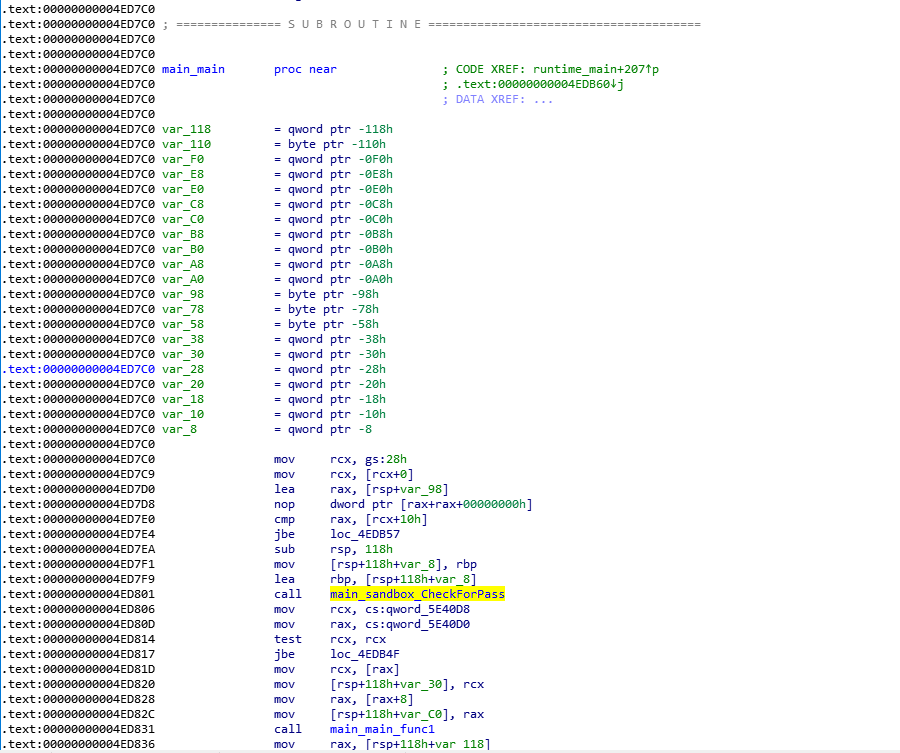 .text:00000000004ED7C0
.text:00000000004ED7C0 ; =============== S U B R O U T I N E =======================================
.text:00000000004ED7C0
.text:00000000004ED7C0
.text:00000000004ED7C0 main_main proc near ; CODE XREF: runtime_main+207↑p
.text:00000000004ED7C0 ; .text:00000000004EDB60↓j
.text:00000000004ED7C0 ; DATA XREF: ...
.text:00000000004ED7C0
.text:00000000004ED7C0 var_118 = qword ptr -118h
.text:00000000004ED7C0 var_110 = byte ptr -110h
.text:00000000004ED7C0 var_F0 = qword ptr -0F0h
.text:00000000004ED7C0 var_E8 = qword ptr -0E8h
.text:00000000004ED7C0 var_E0 = qword ptr -0E0h
.text:00000000004ED7C0 var_C8 = qword ptr -0C8h
.text:00000000004ED7C0 var_C0 = qword ptr -0C0h
.text:00000000004ED7C0 var_B8 = qword ptr -0B8h
.text:00000000004ED7C0 var_B0 = qword ptr -0B0h
.text:00000000004ED7C0 var_A8 = qword ptr -0A8h
.text:00000000004ED7C0 var_A0 = qword ptr -0A0h
.text:00000000004ED7C0 var_98 = byte ptr -98h
.text:00000000004ED7C0 var_78 = byte ptr -78h
.text:00000000004ED7C0 var_58 = byte ptr -58h
.text:00000000004ED7C0 var_38 = qword ptr -38h
.text:00000000004ED7C0 var_30 = qword ptr -30h
.text:00000000004ED7C0 var_28 = qword ptr -28h
.text:00000000004ED7C0 var_20 = qword ptr -20h
.text:00000000004ED7C0 var_18 = qword ptr -18h
.text:00000000004ED7C0 var_10 = qword ptr -10h
.text:00000000004ED7C0 var_8 = qword ptr -8
.text:00000000004ED7C0
.text:00000000004ED7C0 mov rcx, gs:28h
.text:00000000004ED7C9 mov rcx, [rcx+0]
.text:00000000004ED7D0 lea rax, [rsp+var_98]
.text:00000000004ED7D8 nop dword ptr [rax+rax+00000000h]
.text:00000000004ED7E0 cmp rax, [rcx+10h]
.text:00000000004ED7E4 jbe loc_4EDB57
.text:00000000004ED7EA sub rsp, 118h
.text:00000000004ED7F1 mov [rsp+118h+var_8], rbp
.text:00000000004ED7F9 lea rbp, [rsp+118h+var_8]
.text:00000000004ED801 call main_sandbox_CheckForPass
.text:00000000004ED806 mov rcx, cs:qword_5E40D8
.text:00000000004ED80D mov rax, cs:qword_5E40D0
.text:00000000004ED814 test rcx, rcx
.text:00000000004ED817 jbe loc_4EDB4F
.text:00000000004ED81D mov rcx, [rax]
.text:00000000004ED820 mov [rsp+118h+var_30], rcx
.text:00000000004ED828 mov rax, [rax+8]
.text:00000000004ED82C mov [rsp+118h+var_C0], rax
.text:00000000004ED831 call main_main_func1
.text:00000000004ED836 mov rax, [rsp+118h+var_118]